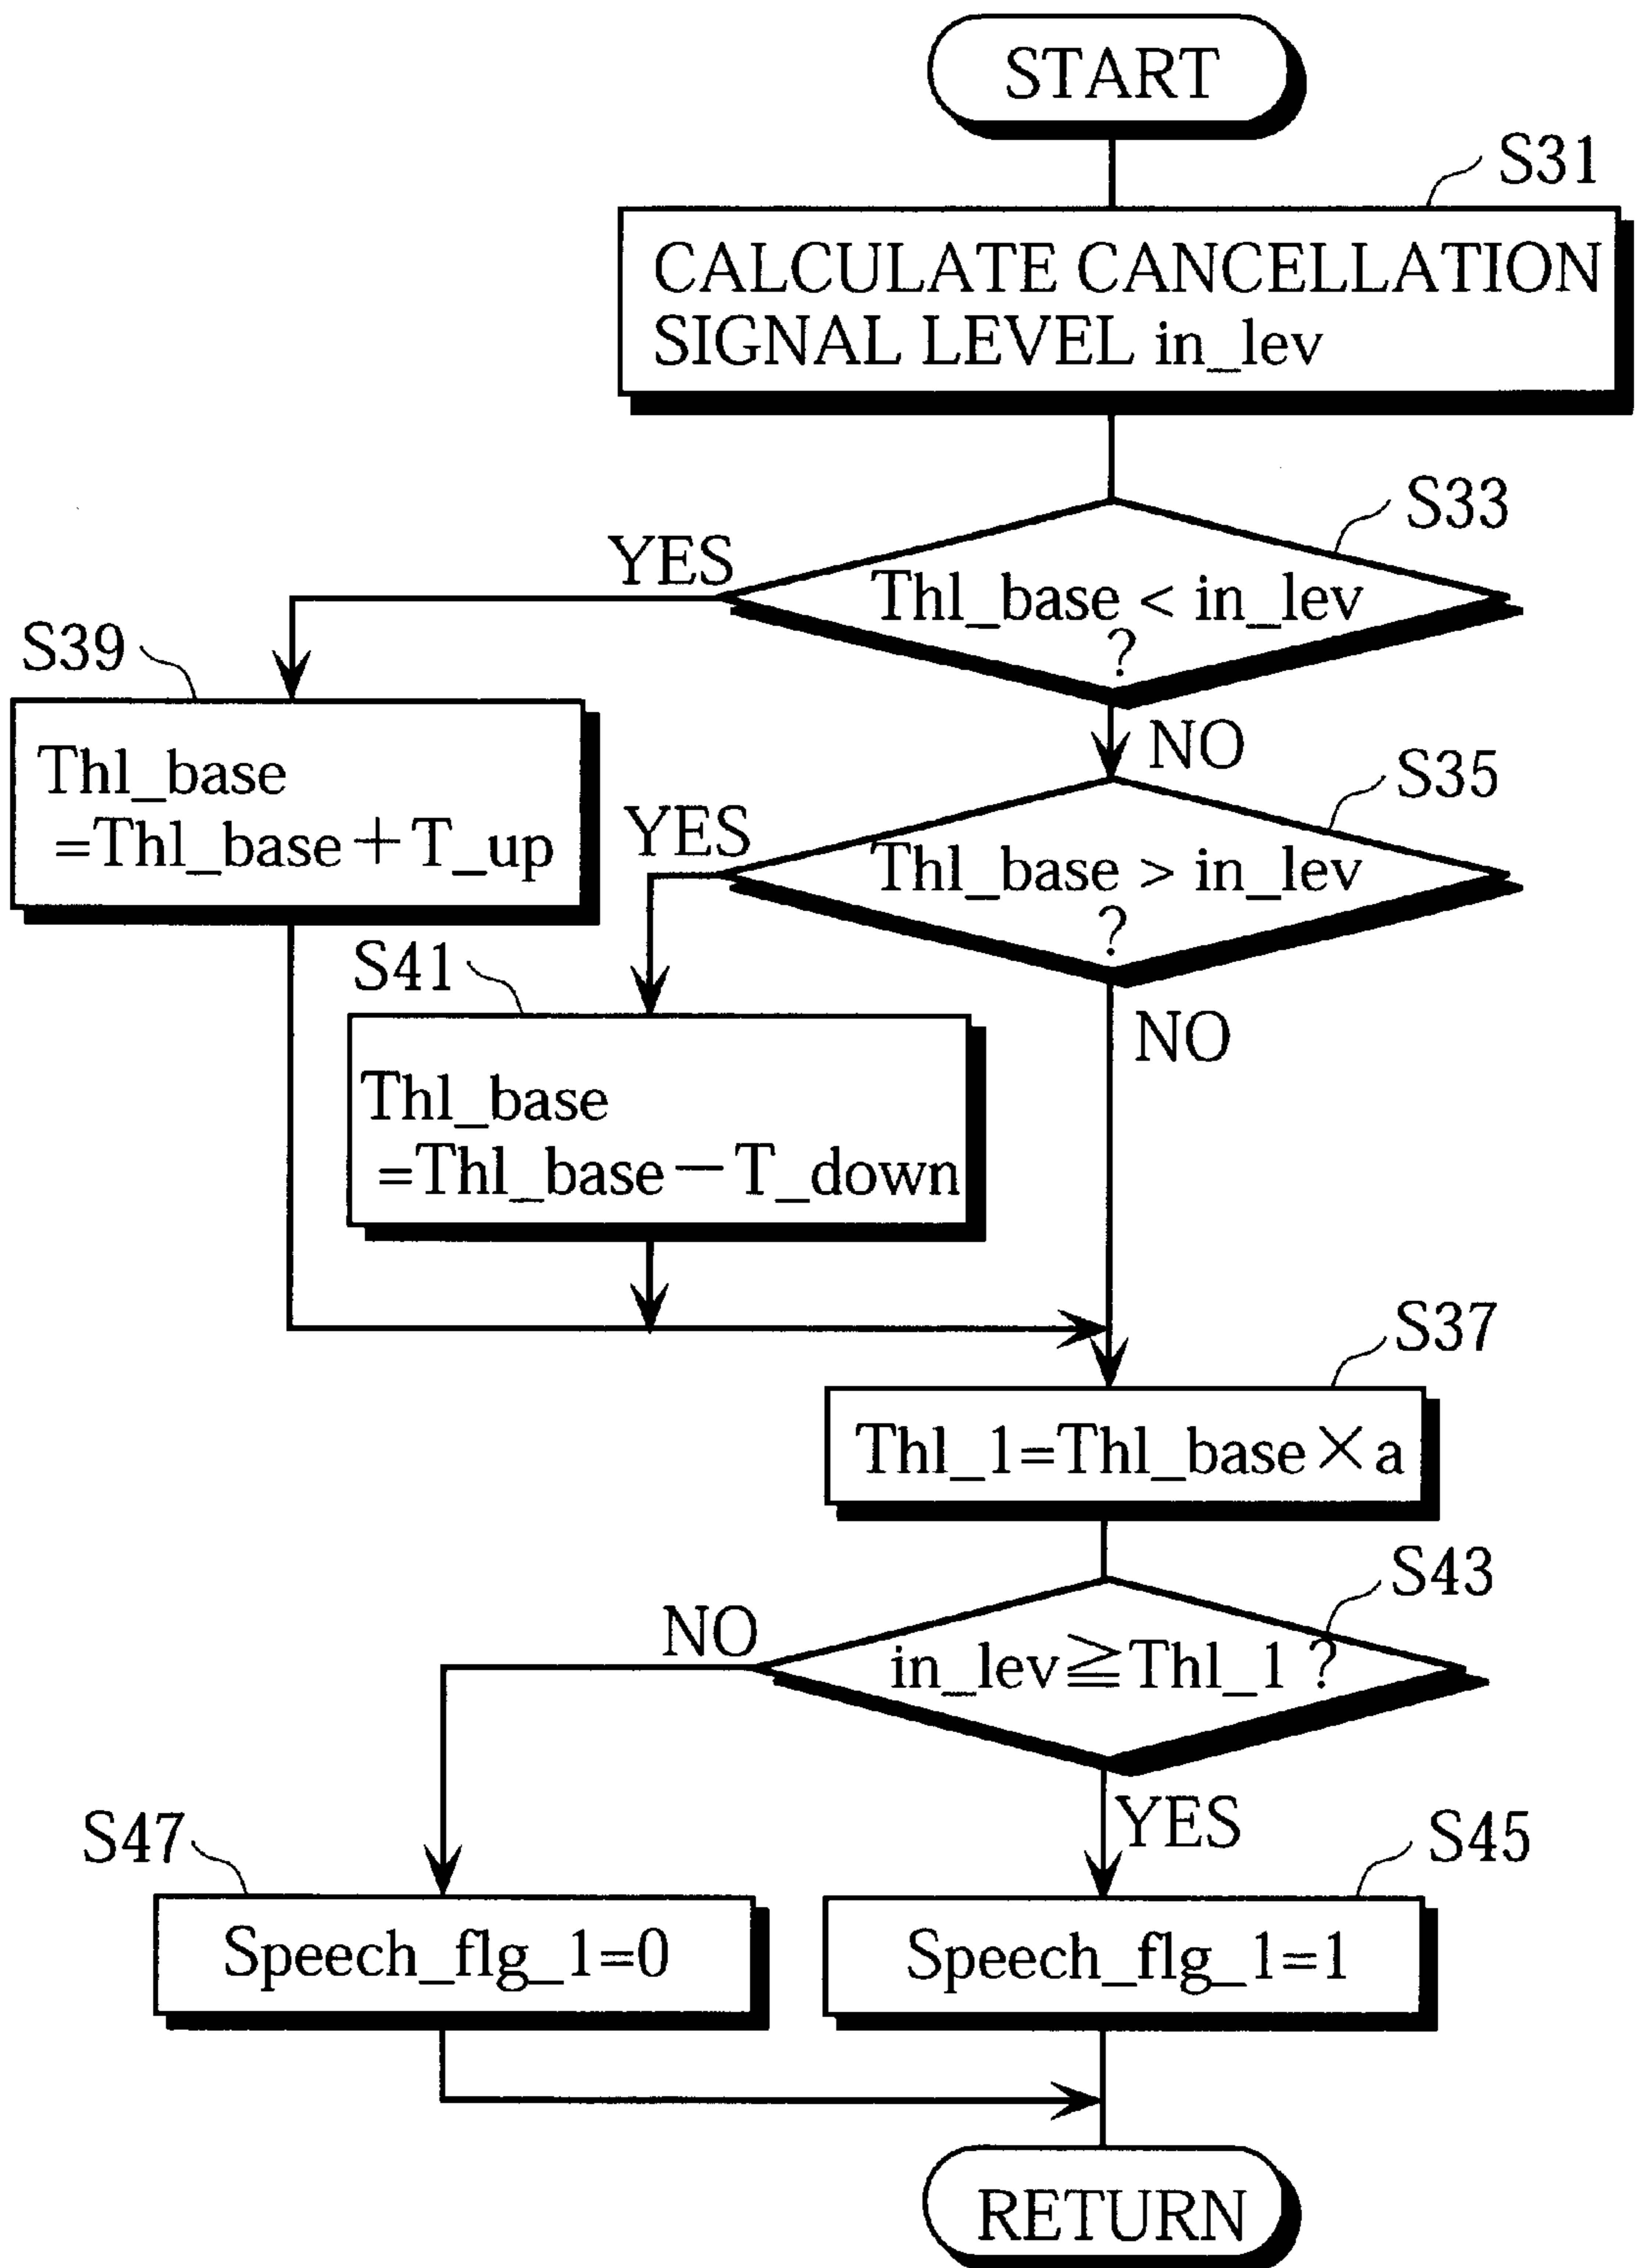 START
S31
CALCULATE CANCELLATION
SIGNAL LEVEL in_lev
S33
YES
Thl_base < in_lev
?
S39
NO
Thl_base
=Thl_base+T_up
S35
YES
Thl_base > in_lev
?
S41
NO
Thl_base
=Thl_base−T_down
S37
Thl_1=Thl_base×a
S43
NO
in_lev≧Thl_1 ?
YES
S47
S45
Speech_flg_1=0
Speech_flg_1=1
RETURN